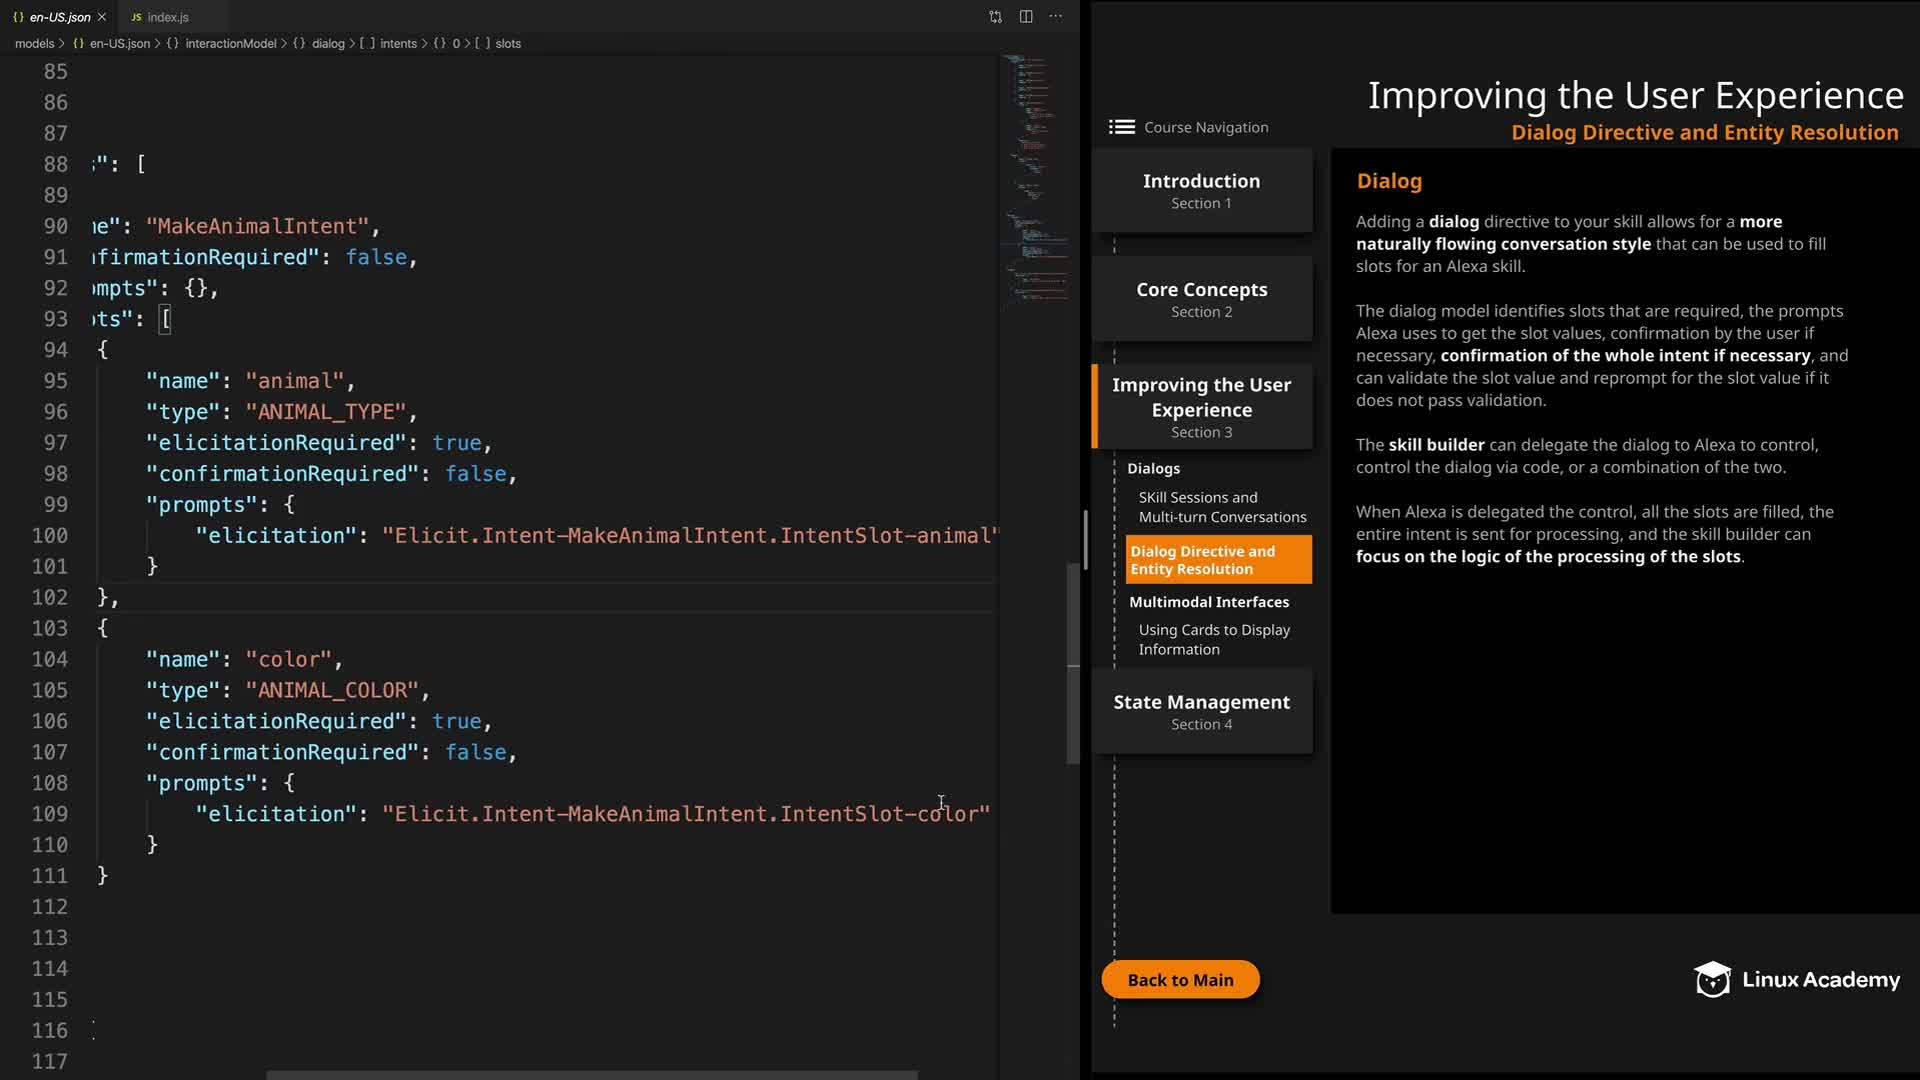 {} en-US.json ×
JS index.js
models > {} en-US.json > {} interactionModel > {} dialog > [ ] intents > {} 0 > [ ] slots
85
86
87
88 s": [
89
90 me": "MakeAnimalIntent",
91 nfirmationRequired": false,
92 ompts": {},
93 ots": [
94 {
95 "name": "animal",
96 "type": "ANIMAL_TYPE",
97 "elicitationRequired": true,
98 "confirmationRequired": false,
99 "prompts": {
100 "elicitation": "Elicit.Intent-MakeAnimalIntent.IntentSlot-animal"
101 }
102 },
103 {
104 "name": "color",
105 "type": "ANIMAL_COLOR",
106 "elicitationRequired": true,
107 "confirmationRequired": false,
108 "prompts": {
109 "elicitation": "Elicit.Intent-MakeAnimalIntent.IntentSlot-color"
110 }
111 }
112
113
114
115
116
117
Improving the User Experience
Dialog Directive and Entity Resolution
Course Navigation
Introduction
Section 1
Core Concepts
Section 2
Improving the User
Experience
Section 3
Dialogs
SKill Sessions and
Multi-turn Conversations
Dialog Directive and
Entity Resolution
Multimodal Interfaces
Using Cards to Display
Information
State Management
Section 4
Back to Main
Dialog
Adding a dialog directive to your skill allows for a more
naturally flowing conversation style that can be used to fill
slots for an Alexa skill.
The dialog model identifies slots that are required, the prompts
Alexa uses to get the slot values, confirmation by the user if
necessary, confirmation of the whole intent if necessary, and
can validate the slot value and reprompt for the slot value if it
does not pass validation.
The skill builder can delegate the dialog to Alexa to control,
control the dialog via code, or a combination of the two.
When Alexa is delegated the control, all the slots are filled, the
entire intent is sent for processing, and the skill builder can
focus on the logic of the processing of the slots.
Linux Academy